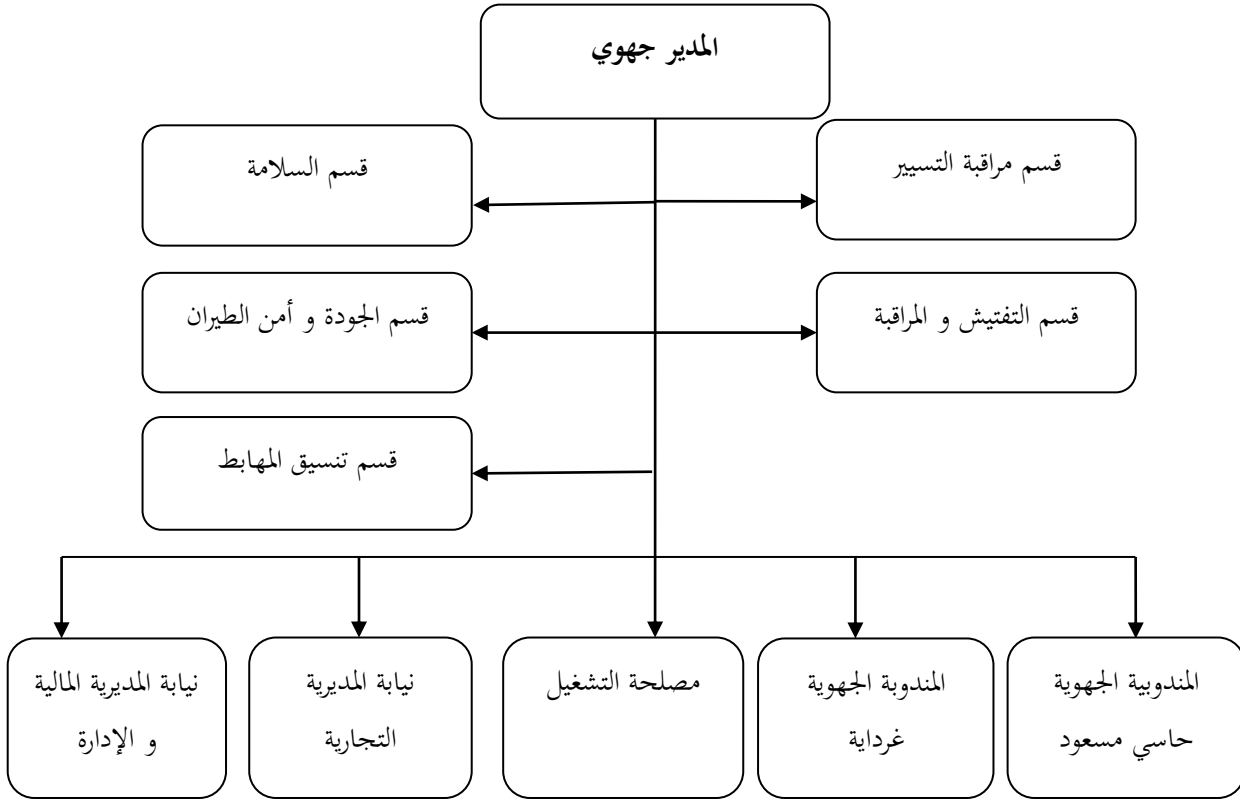 المدير جهوي
قسم مراقبة التسيير
قسم السلامة
قسم التفتيش و المراقبة
قسم الجودة و أمن الطيران
قسم تنسيق المهابط
المندوبية الجهوية
حاسي مسعود
المندوبة الجهوية
غرداية
مصلحة التشغيل
نيابة المديرية
التجارية
نيابة المديرية المالية
و الإدارة